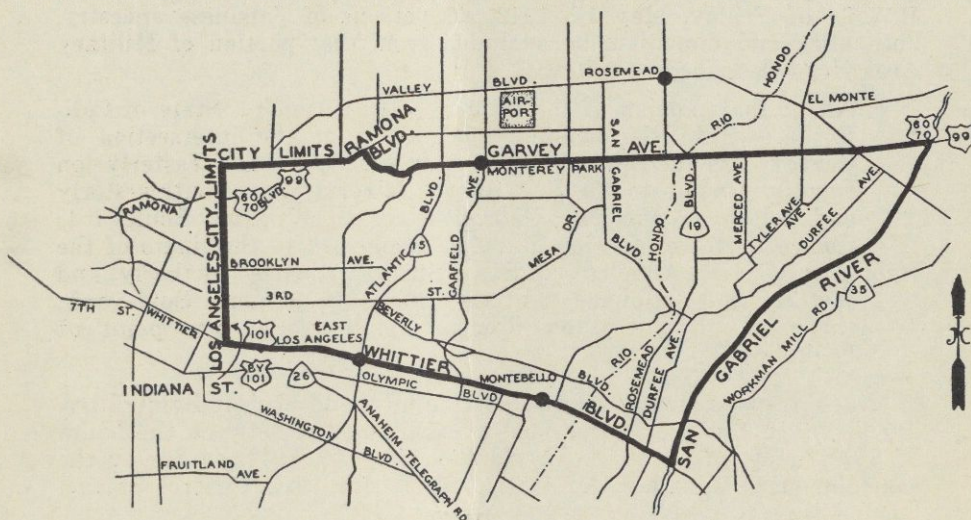 ROSEMEAD
VALLEY BLVD.
RIO HONDO
EL MONTE
AIR-
PORT
RAMONA
BLVD.
SAN
GABRIEL
BLVD.
60
70
99
CITY LIMITS
GARVEY AVE.
MONTEREY PARK
LOS ANGELES CITY LIMITS
60
70
99
BLVD.
RAMONA
ATLANTIC BLVD.
15
GARFIELD AVE.
MESA DR.
RIO HONDO
BLVD.
19
MERCED AVE
TYLER AVE
DURFEE AVE.
AVE.
BROOKLYN AVE.
3RD ST.
BEVERLY
BLVD.
7TH ST.
WHITTIER
101
EAST
LOS ANGELES
WHITTIER
BLVD.
BY
101
26
OLYMPIC
BLVD
MONTEBELLO
RIO
ROSEMEAD
DURFEE AVE
SAN
GABRIEL
RIVER
WORKMAN MILL RD.
35
INDIANA ST.
WASHINGTON
BLVD.
ANAHEIM TELEGRAPH RD.
FRUITLAND
AVE.
N